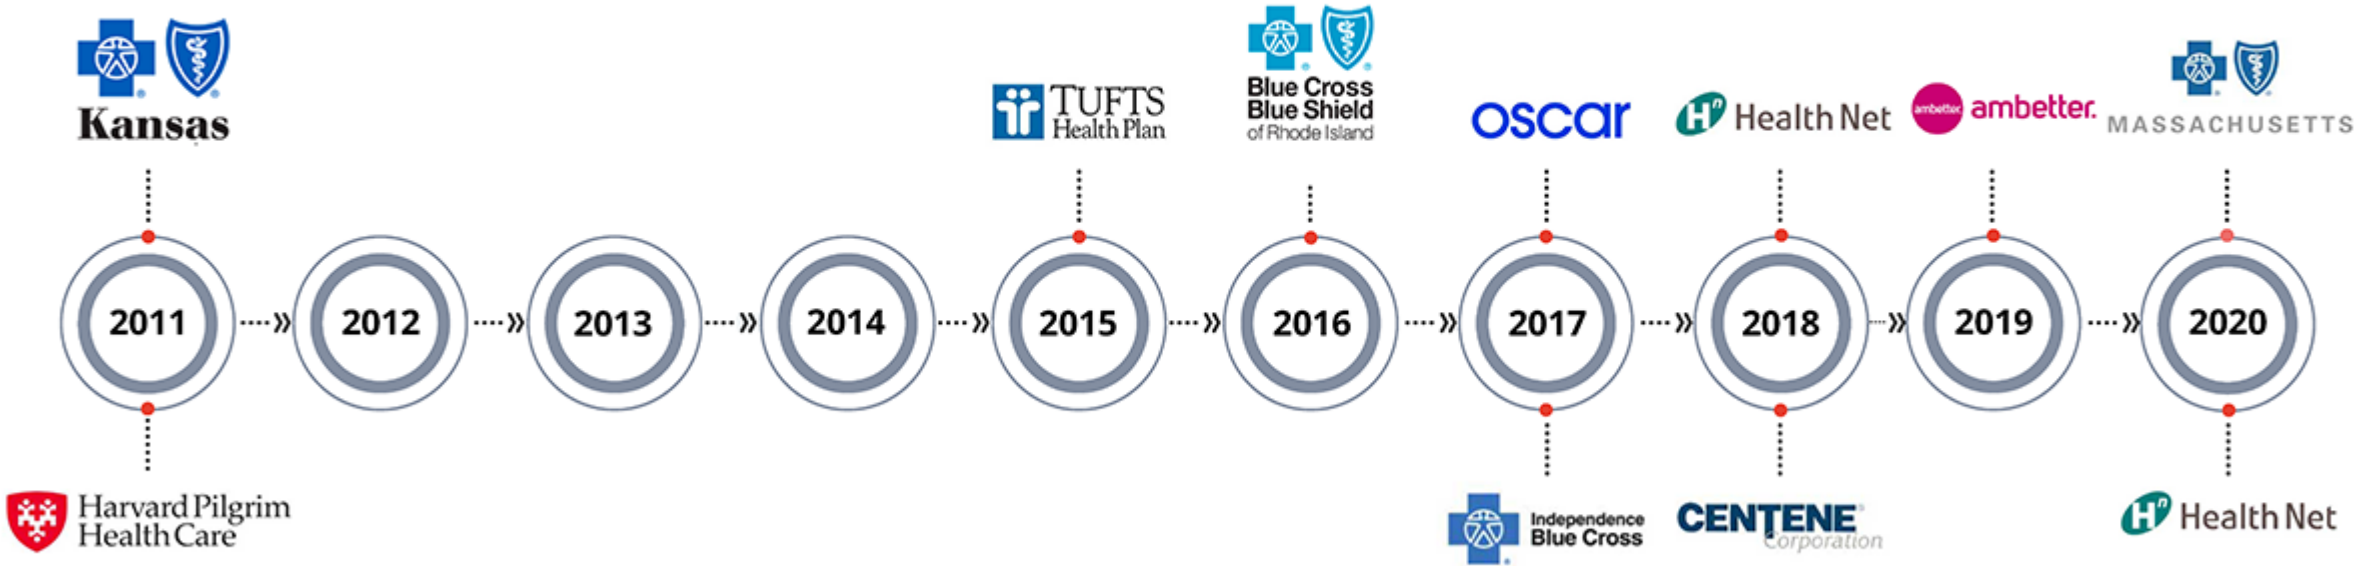 Kansas
TUFTS
Health Plan
Blue Cross
Blue Shield
of Rhode Island
oscar
Hn Health Net
ambetter ambetter.
MASSACHUSETTS
2011
2012
2013
2014
2015
2016
2017
2018
2019
2020
Harvard Pilgrim
Health Care
Independence
Blue Cross
CENTENE
Corporation
Hn Health Net